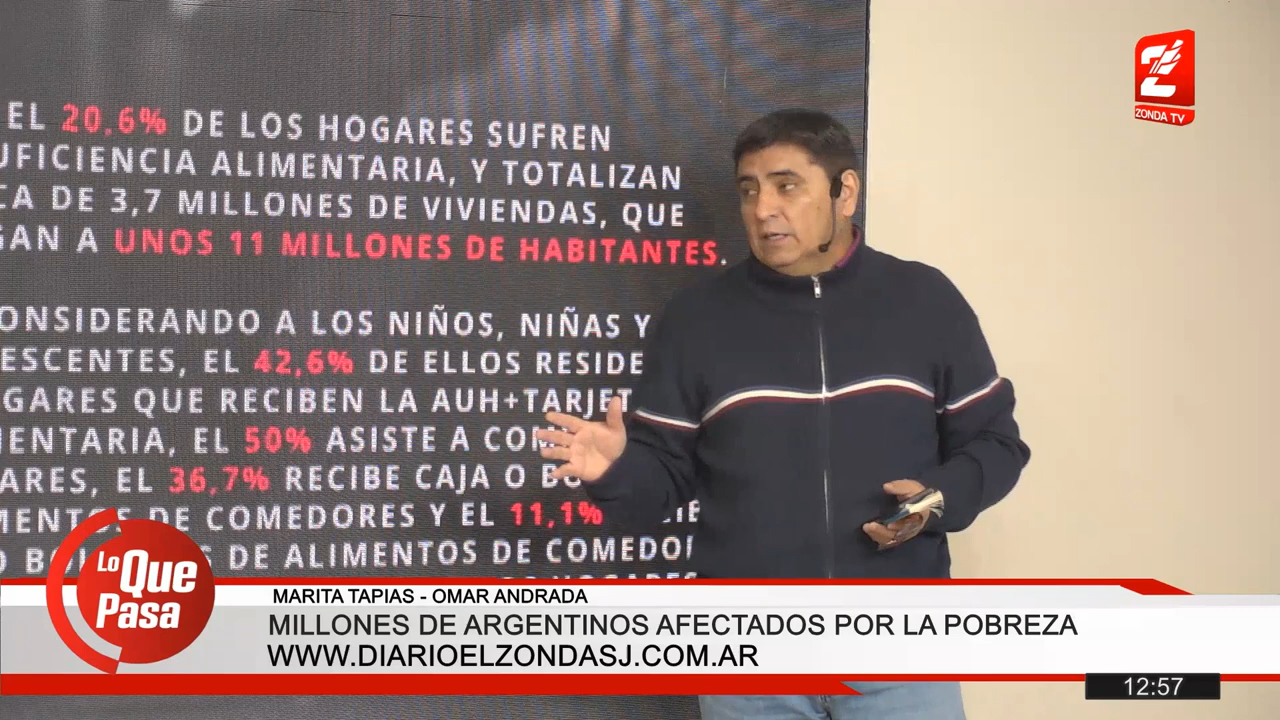 EL 20,6% DE LOS HOGARES SUFREN
UFICIENCIA ALIMENTARIA, Y TOTALIZAN
CA DE 3,7 MILLONES DE VIVIENDAS, QUE
GAN A UNOS 11 MILLONES DE HABITANTES.
ONSIDERANDO A LOS NIÑOS, NIÑAS Y
ESCENTES, EL 42,6% DE ELLOS RESIDE
GARES QUE RECIBEN LA AUH+TARJET
MENTARIA, EL 50% ASISTE A COM
ARES, EL 36,7% RECIBE CAJA O BO
MENTOS DE COMEDORES Y EL 11,1%
DE ALIMENTOS DE COMEDO
HOGARES
Z
ZONDA TV
Lo Que
Pasa
MARITA TAPIAS - OMAR ANDRADA
MILLONES DE ARGENTINOS AFECTADOS POR LA POBREZA
WWW.DIARIOELZONDASJ.COM.AR
12:57